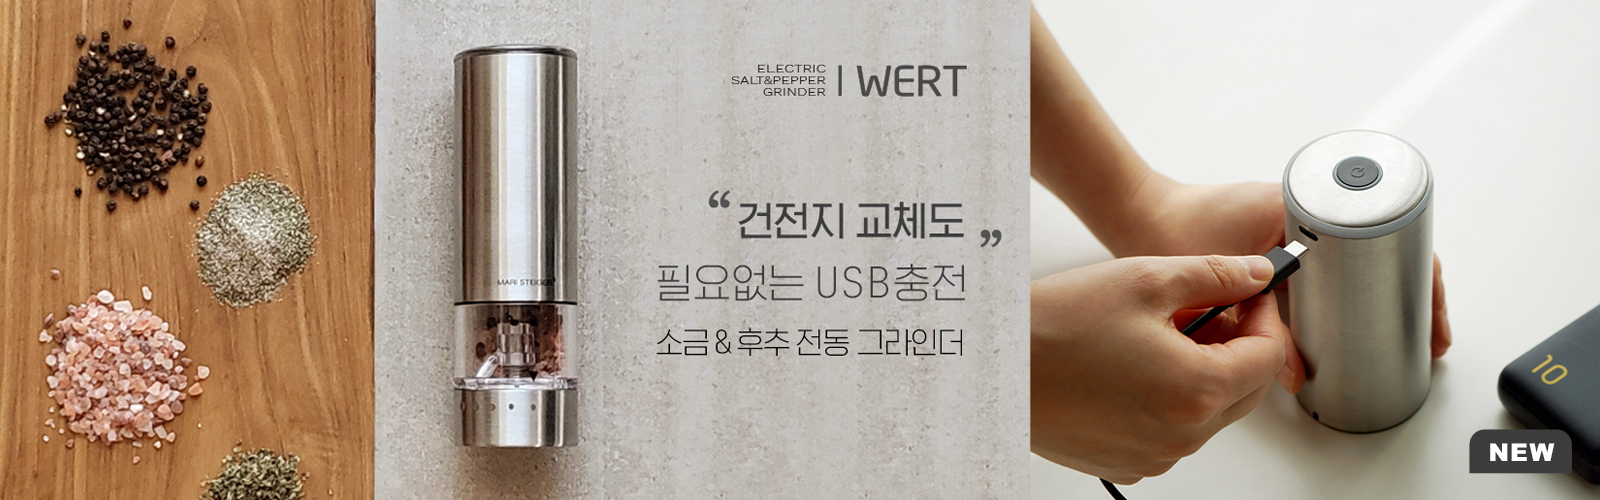 ELECTRIC
SALT&PEPPER
GRINDER
WERT
“ 건전지 교체도 „
필요없는 USB충전
소금 & 후추 전동 그라인더
MARI STEIGER
10
NEW